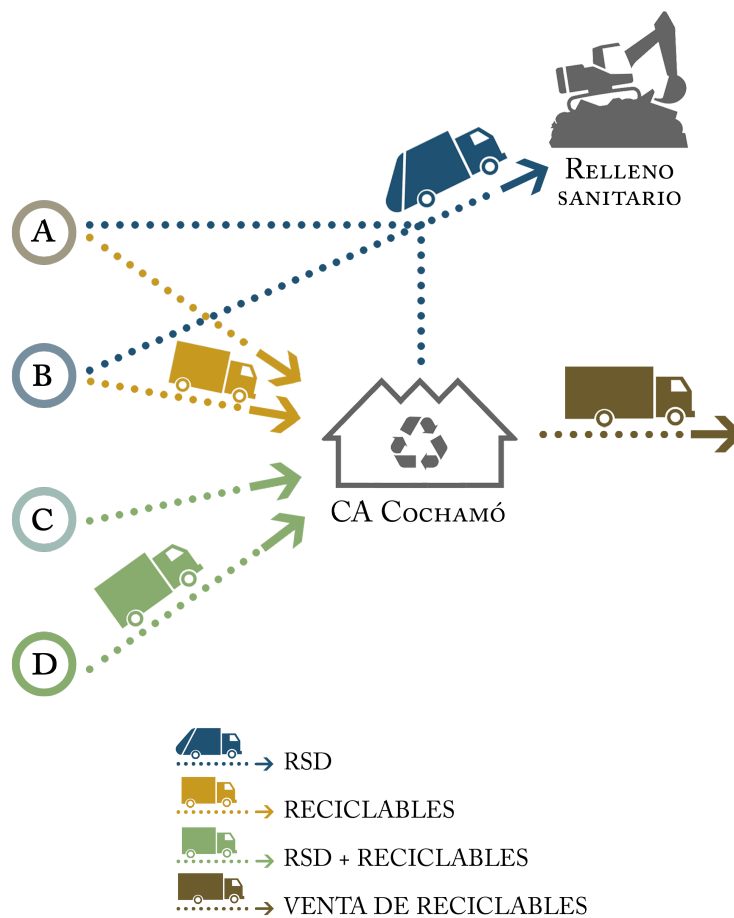 RELLENO
SANITARIO
A
B
C
CA COCHAMÓ
D
RSD
RECICLABLES
RSD + RECICLABLES
VENTA DE RECICLABLES